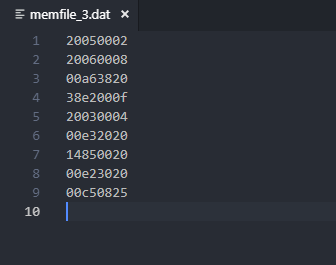 memfile_3.dat ×
1 20050002
2 20060008
3 00a63820
4 38e2000f
5 20030004
6 00e32020
7 14850020
8 00e23020
9 00c50825
10